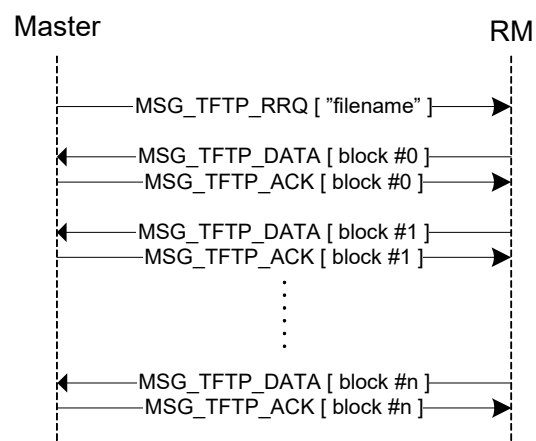 Master
RM
MSG_TFTP_RRQ [ ”filename” ]
MSG_TFTP_DATA [ block #0 ]
MSG_TFTP_ACK [ block #0 ]
MSG_TFTP_DATA [ block #1 ]
MSG_TFTP_ACK [ block #1 ]
MSG_TFTP_DATA [ block #n ]
MSG_TFTP_ACK [ block #n ]